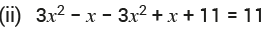 (ii) 3x² − x − 3x² + x + 11 = 11